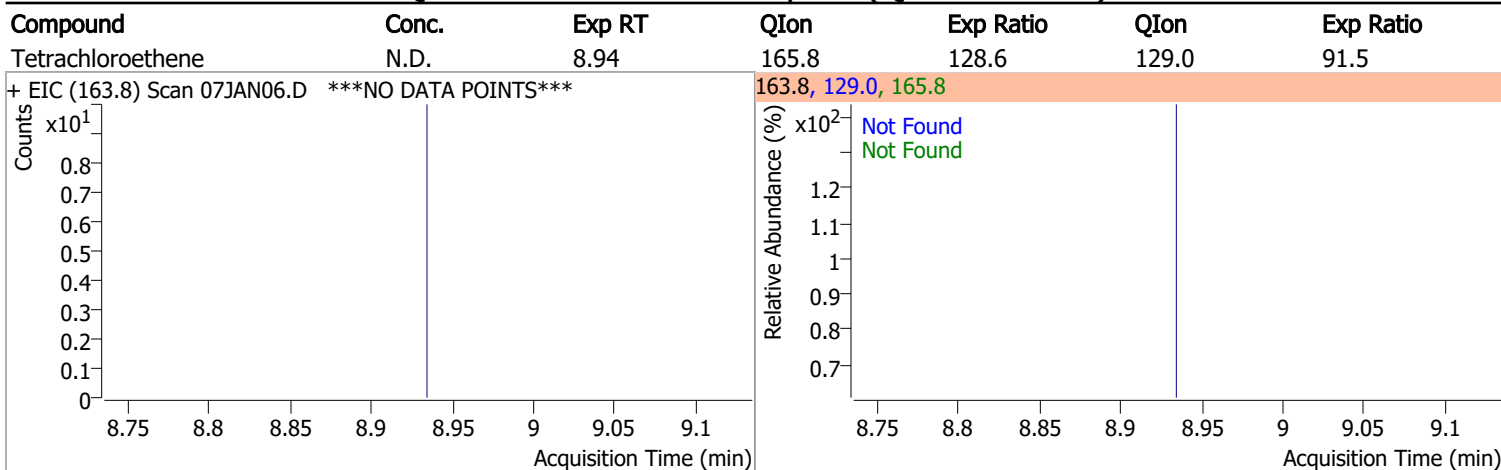 Compound Conc. Exp RT QIon Exp Ratio QIon Exp Ratio
Tetrachloroethene N.D. 8.94 165.8 128.6 129.0 91.5
+ EIC (163.8) Scan 07JAN06.D ***NO DATA POINTS***
Counts
x10¹
0.8
0.7
0.6
0.5
0.4
0.3
0.2
0.1
0
8.75 8.8 8.85 8.9 8.95 9 9.05 9.1
Acquisition Time (min)
163.8, 129.0, 165.8
Relative Abundance (%)
x10²
Not Found
Not Found
1.2
1.1
1
0.9
0.8
0.7
8.75 8.8 8.85 8.9 8.95 9 9.05 9.1
Acquisition Time (min)